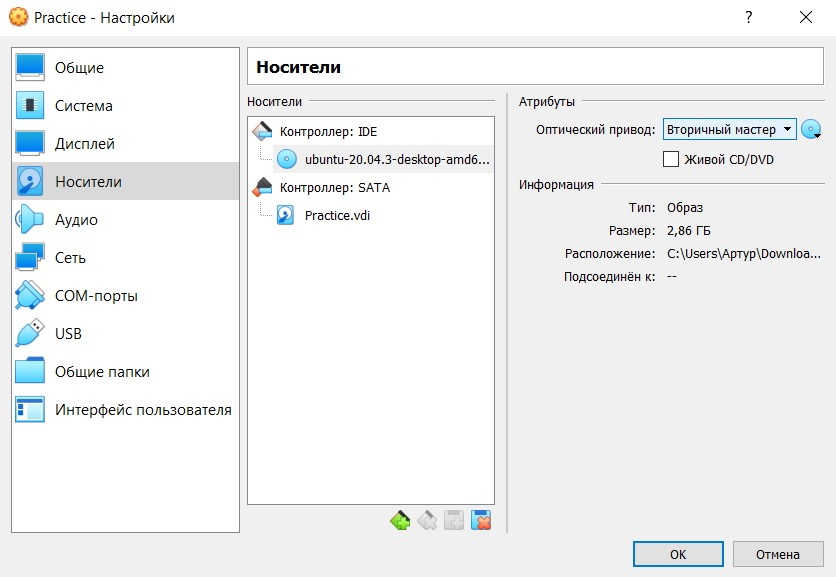 Practice - Настройки
?
Общие
Система
Дисплей
Носители
Аудио
Сеть
COM-порты
USB
Общие папки
Интерфейс пользователя
Носители
Носители
Контроллер: IDE
ubuntu-20.04.3-desktop-amd6...
Контроллер: SATA
Practice.vdi
Атрибуты
Оптический привод: Вторичный мастер
Живой CD/DVD
Информация
Тип: Образ
Размер: 2,86 ГБ
Расположение: C:\Users\Артур\Downloa...
Подсоединён к: --
OK
Отмена